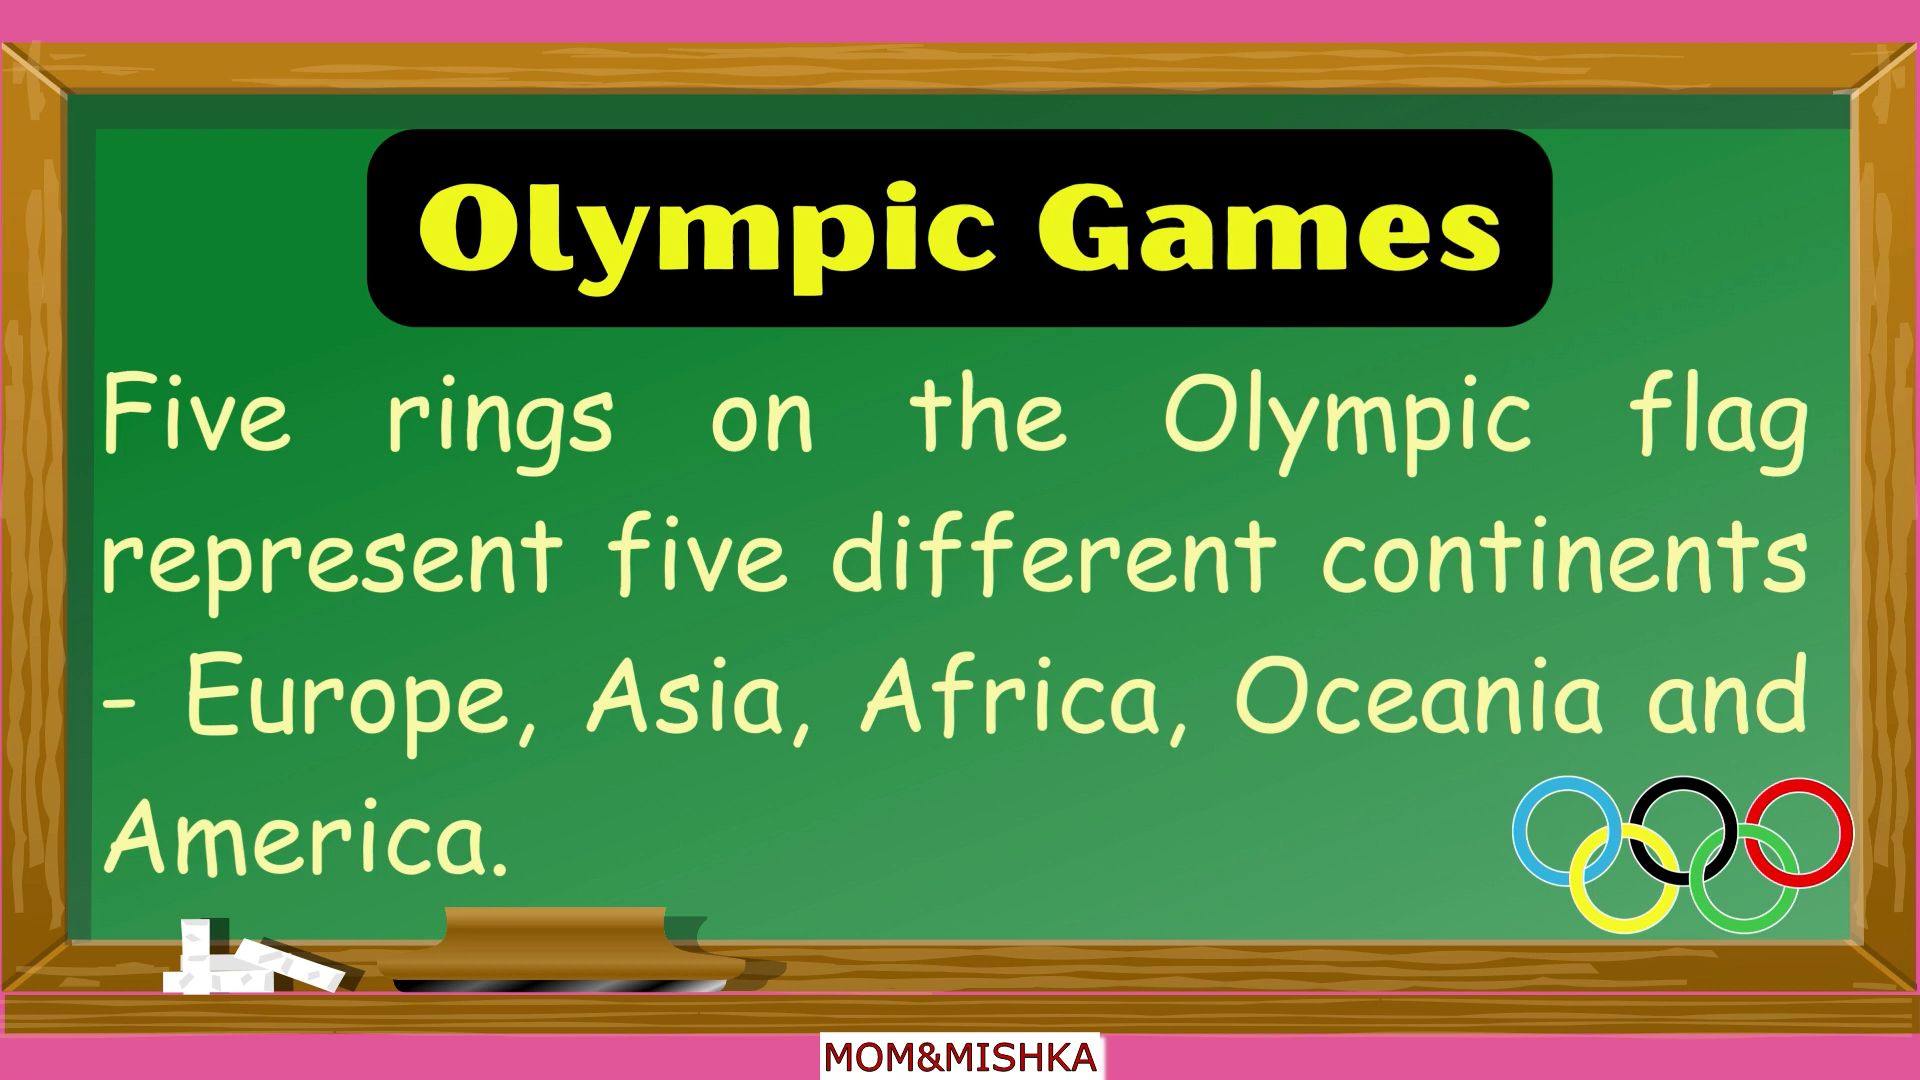 Olympic Games
Five rings on the Olympic flag
represent five different continents
- Europe, Asia, Africa, Oceania and
America.
MOM&MISHKA